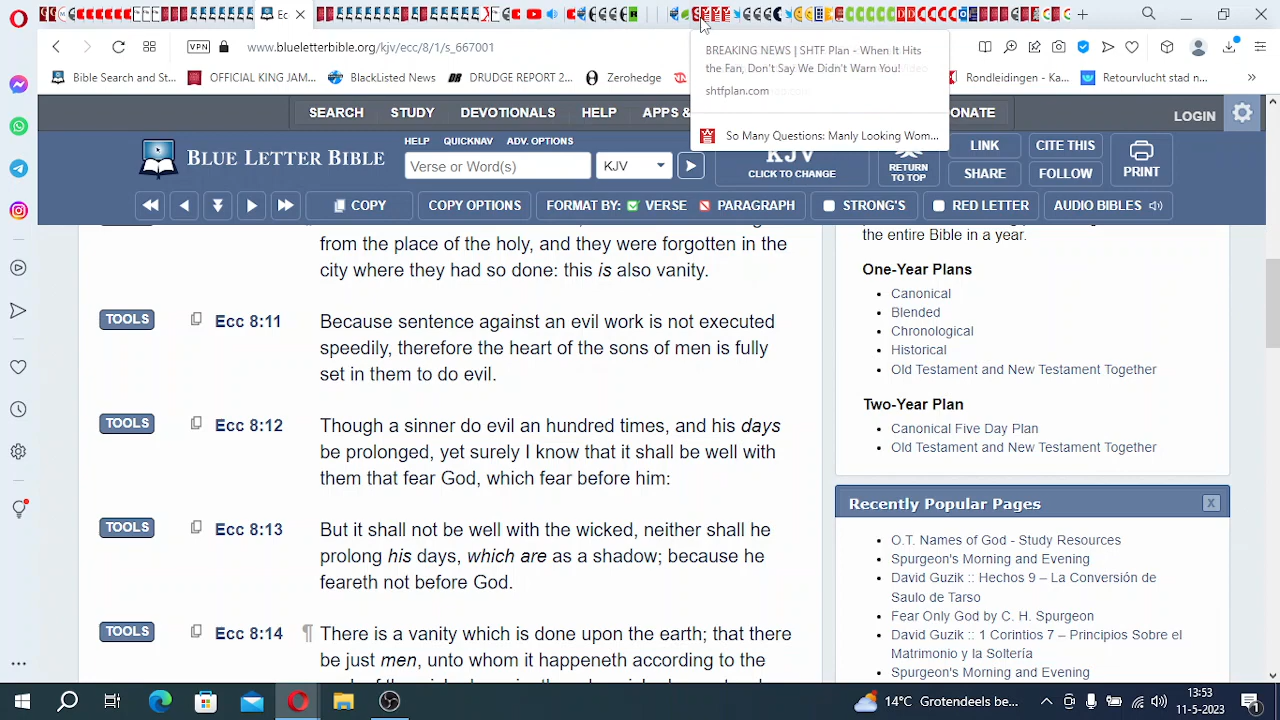 Ec
www.blueletterbible.org/kjv/ecc/8/1/s_667001
VPN
BREAKING NEWS | SHTF Plan - When It Hits
the Fan, Don't Say We Didn't Warn You!
shtfplan.com
So Many Questions: Manly Looking Wom...
Bible Search and St...
OFFICIAL KING JAM...
BlackListed News
DRUDGE REPORT 2...
Zerohedge
Rondleidingen - Ka...
Retourvlucht stad n...
SEARCH
STUDY
DEVOTIONALS
HELP
APPS &
ONATE
LOGIN
BLUE LETTER BIBLE
HELP
QUICKNAV
ADV. OPTIONS
Verse or Word(s)
KJV
KJV
CLICK TO CHANGE
RETURN
TO TOP
LINK
CITE THIS
SHARE
FOLLOW
PRINT
COPY
COPY OPTIONS
FORMAT BY:
VERSE
PARAGRAPH
STRONG'S
RED LETTER
AUDIO BIBLES
from the place of the holy, and they were forgotten in the
city where they had so done: this is also vanity.
TOOLS
Ecc 8:11
Because sentence against an evil work is not executed
speedily, therefore the heart of the sons of men is fully
set in them to do evil.
TOOLS
Ecc 8:12
Though a sinner do evil an hundred times, and his days
be prolonged, yet surely I know that it shall be well with
them that fear God, which fear before him:
TOOLS
Ecc 8:13
But it shall not be well with the wicked, neither shall he
prolong his days, which are as a shadow; because he
feareth not before God.
TOOLS
Ecc 8:14
¶ There is a vanity which is done upon the earth; that there
be just men, unto whom it happeneth according to the
the entire Bible in a year.
One-Year Plans
Canonical
Blended
Chronological
Historical
Old Testament and New Testament Together
Two-Year Plan
Canonical Five Day Plan
Old Testament and New Testament Together
Recently Popular Pages
X
O.T. Names of God - Study Resources
Spurgeon's Morning and Evening
David Guzik :: Hechos 9 – La Conversión de
Saulo de Tarso
Fear Only God by C. H. Spurgeon
David Guzik :: 1 Corintios 7 – Principios Sobre el
Matrimonio y la Soltería
Spurgeon's Morning and Evening
14°C Grotendeels be...
13:53
11-5-2023
1